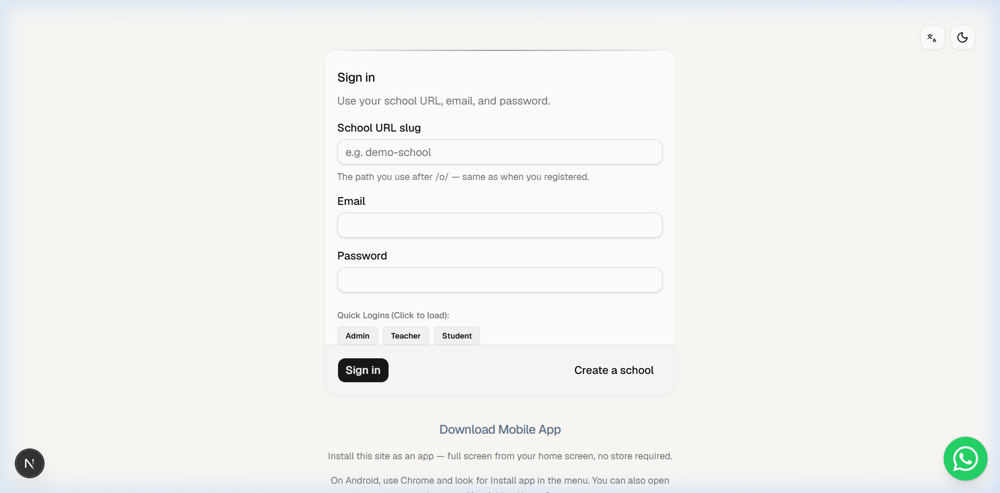 文A
Sign in
Use your school URL, email, and password.
School URL slug
e.g. demo-school
The path you use after /o/ — same as when you registered.
Email
Password
Quick Logins (Click to load):
Admin
Teacher
Student
Sign in
Create a school
Download Mobile App
Install this site as an app — full screen from your home screen, no store required.
N
On Android, use Chrome and look for Install app in the menu. You can also open